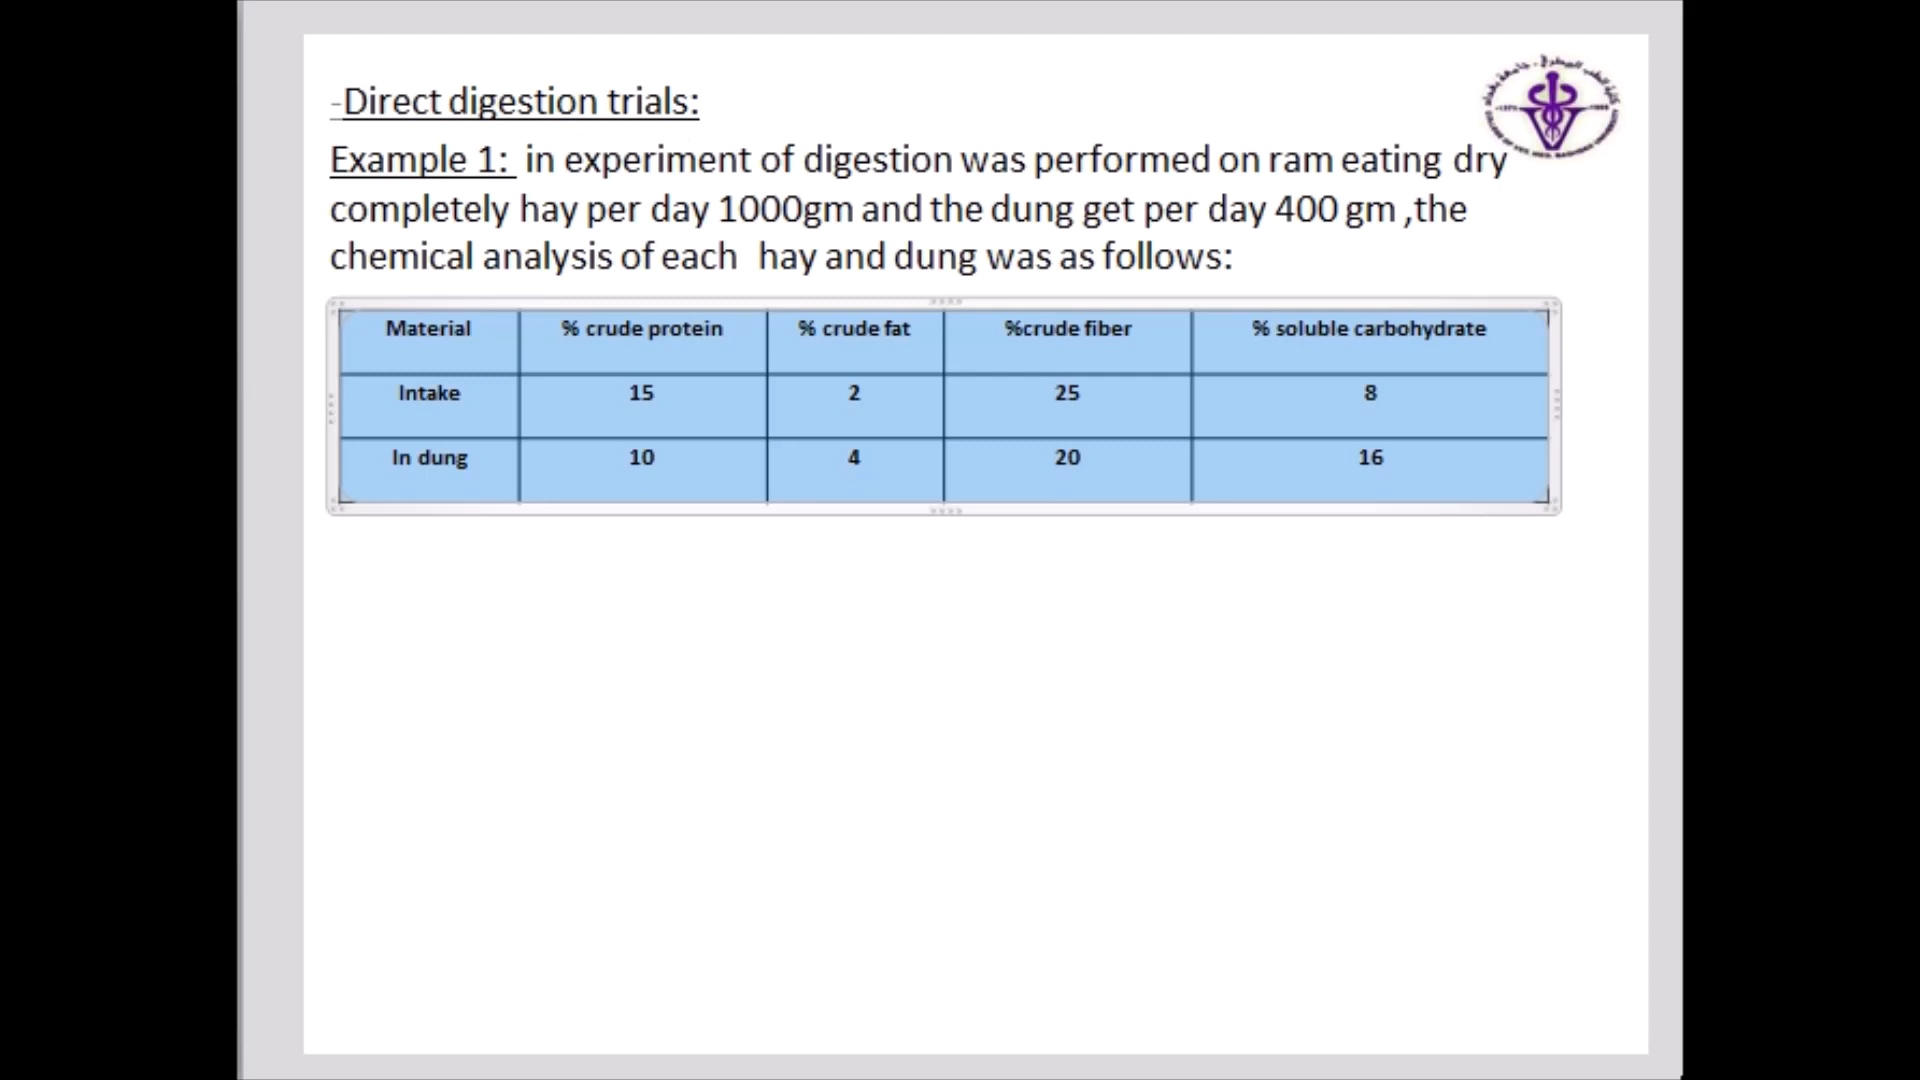 -Direct digestion trials:
Example 1: in experiment of digestion was performed on ram eating dry
completely hay per day 1000gm and the dung get per day 400 gm ,the
chemical analysis of each hay and dung was as follows:
Material % crude protein % crude fat %crude fiber % soluble carbohydrate
Intake 15 2 25 8
In dung 10 4 20 16